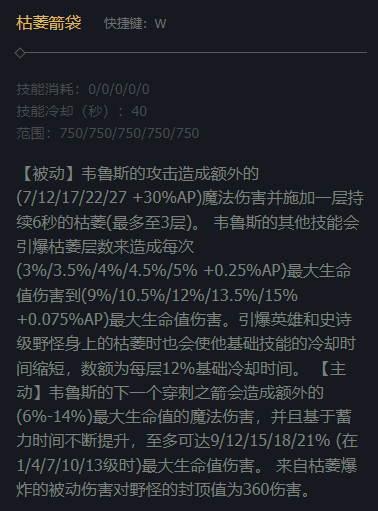 枯萎箭袋 快捷键：W
技能消耗：0/0/0/0/0
技能冷却（秒）：40
范围：750/750/750/750/750
【被动】韦鲁斯的攻击造成额外的
(7/12/17/22/27 +30%AP)魔法伤害并施加一层持
续6秒的枯萎(最多至3层)。 韦鲁斯的其他技能会
引爆枯萎层数来造成每次
(3%/3.5%/4%/4.5%/5% +0.25%AP)最大生命
值伤害到(9%/10.5%/12%/13.5%/15%
+0.075%AP)最大生命值伤害。引爆英雄和史诗
级野怪身上的枯萎时也会使他基础技能的冷却时
间缩短，数额为每层12%基础冷却时间。 【主
动】韦鲁斯的下一个穿刺之箭会造成额外的
(6%-14%)最大生命值的魔法伤害，并且基于蓄
力时间不断提升，至多可达9/12/15/18/21% (在
1/4/7/10/13级时)最大生命值伤害。 来自枯萎爆
炸的被动伤害对野怪的封顶值为360伤害。